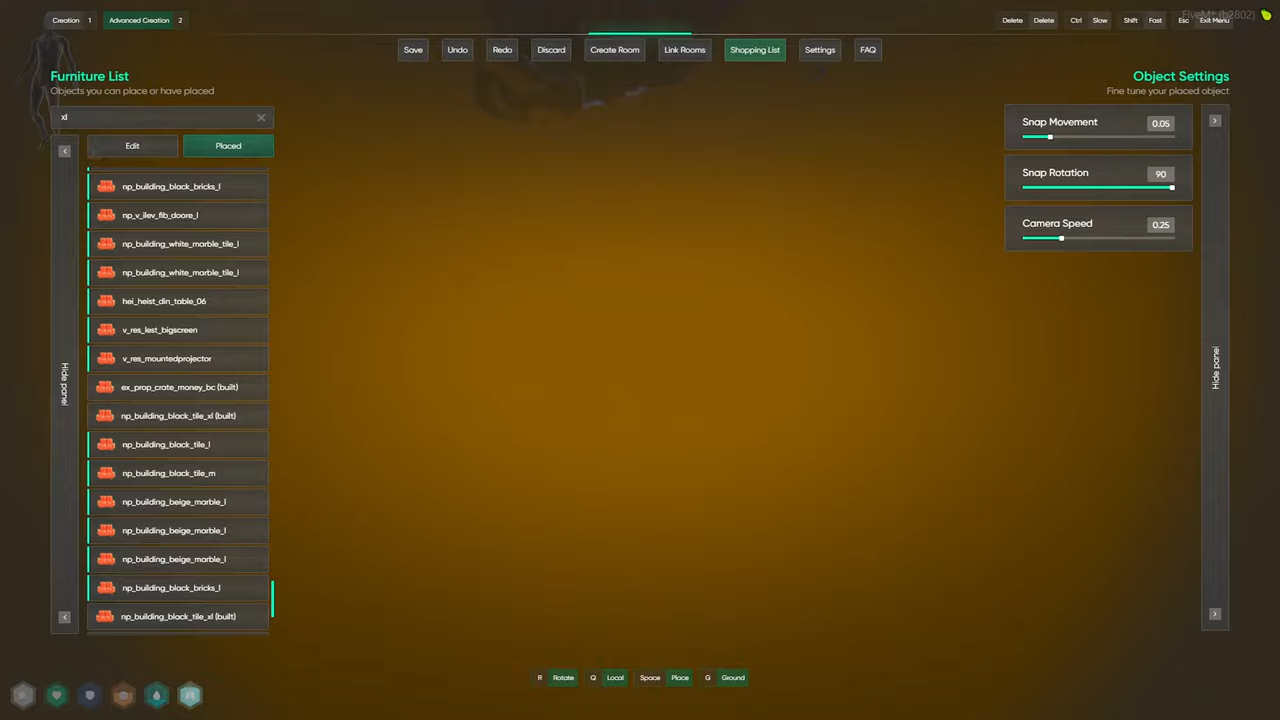 Creation 1 Advanced Creation 2
Delete Delete Ctrl Slow Shift Fast Esc Exit Menu
FiveM* (b2802)
Save Undo Redo Discard Create Room Link Rooms Shopping List Settings FAQ
Furniture List
Objects you can place or have placed
xl
Edit Placed
Hide panel
np_building_black_bricks_l
np_v_ilev_fib_doore_l
np_building_white_marble_tile_l
np_building_white_marble_tile_l
hei_heist_din_table_06
v_res_lest_bigscreen
v_res_mountedprojector
ex_prop_crate_money_bc (built)
np_building_black_tile_xl (built)
np_building_black_tile_l
np_building_black_tile_m
np_building_beige_marble_l
np_building_beige_marble_l
np_building_beige_marble_l
np_building_black_bricks_l
np_building_black_tile_xl (built)
Object Settings
Fine tune your placed object
Snap Movement 0.05
Snap Rotation 90
Camera Speed 0.25
Hide panel
R Rotate Q Local Space Place G Ground